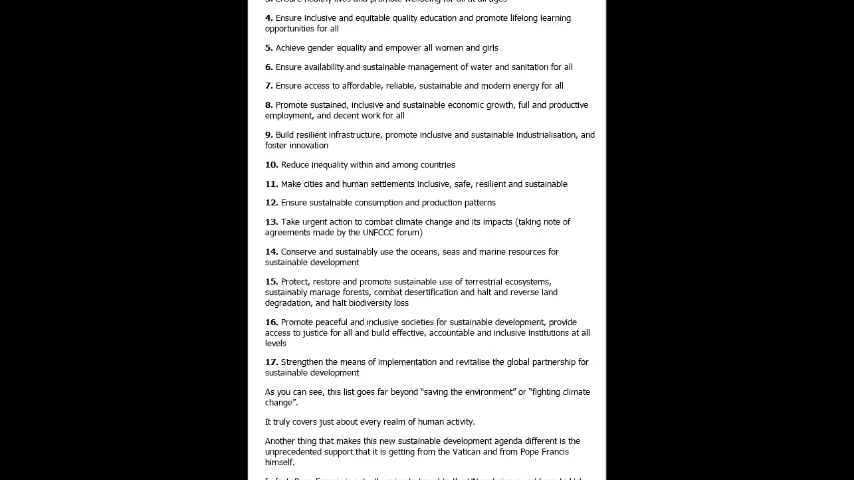 3. Ensure healthy lives and promote wellbeing for all at all ages
4. Ensure inclusive and equitable quality education and promote lifelong learning
opportunities for all
5. Achieve gender equality and empower all women and girls
6. Ensure availability and sustainable management of water and sanitation for all
7. Ensure access to affordable, reliable, sustainable and modern energy for all
8. Promote sustained, inclusive and sustainable economic growth, full and productive
employment, and decent work for all
9. Build resilient infrastructure, promote inclusive and sustainable industrialisation, and
foster innovation
10. Reduce inequality within and among countries
11. Make cities and human settlements inclusive, safe, resilient and sustainable
12. Ensure sustainable consumption and production patterns
13. Take urgent action to combat climate change and its impacts (taking note of
agreements made by the UNFCCC forum)
14. Conserve and sustainably use the oceans, seas and marine resources for
sustainable development
15. Protect, restore and promote sustainable use of terrestrial ecosystems,
sustainably manage forests, combat desertification and halt and reverse land
degradation, and halt biodiversity loss
16. Promote peaceful and inclusive societies for sustainable development, provide
access to justice for all and build effective, accountable and inclusive institutions at all
levels
17. Strengthen the means of implementation and revitalise the global partnership for
sustainable development
As you can see, this list goes far beyond “saving the environment” or “fighting climate
change”.
It truly covers just about every realm of human activity.
Another thing that makes this new sustainable development agenda different is the
unprecedented support that it is getting from the Vatican and from Pope Francis
himself.